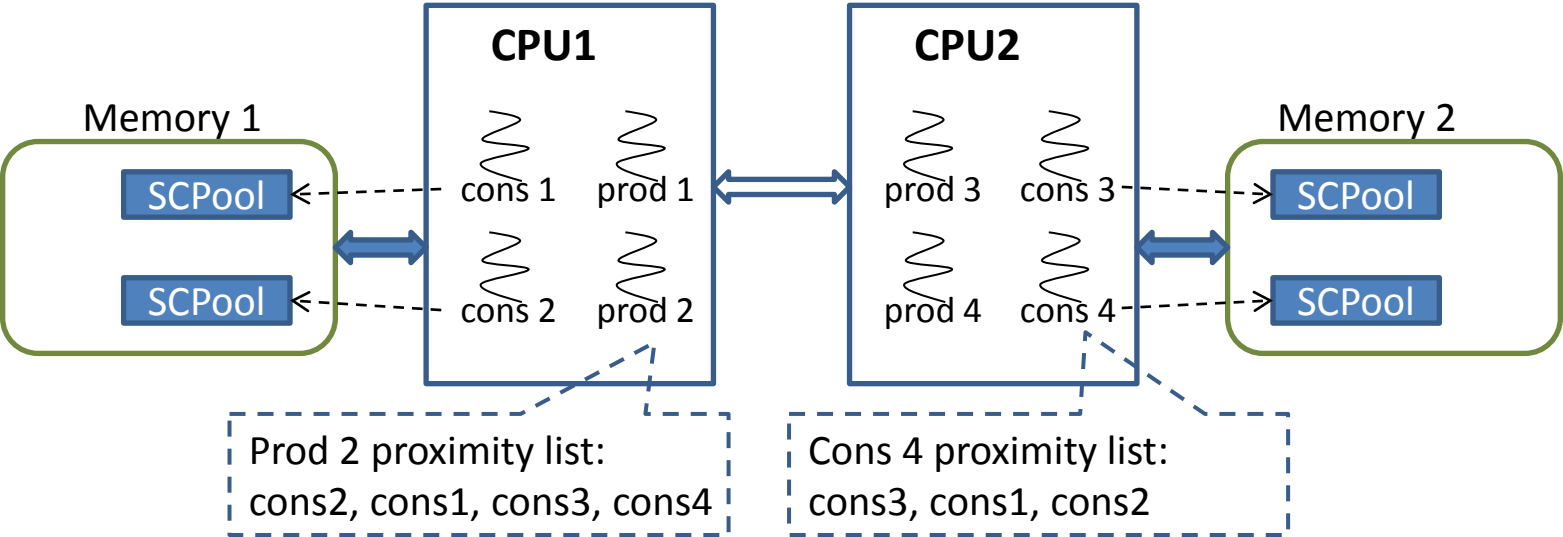 CPU1
CPU2
Memory 1
Memory 2
SCPool
cons 1
prod 1
prod 3
cons 3
SCPool
SCPool
cons 2
prod 2
prod 4
cons 4
SCPool
Prod 2 proximity list:
cons2, cons1, cons3, cons4
Cons 4 proximity list:
cons3, cons1, cons2